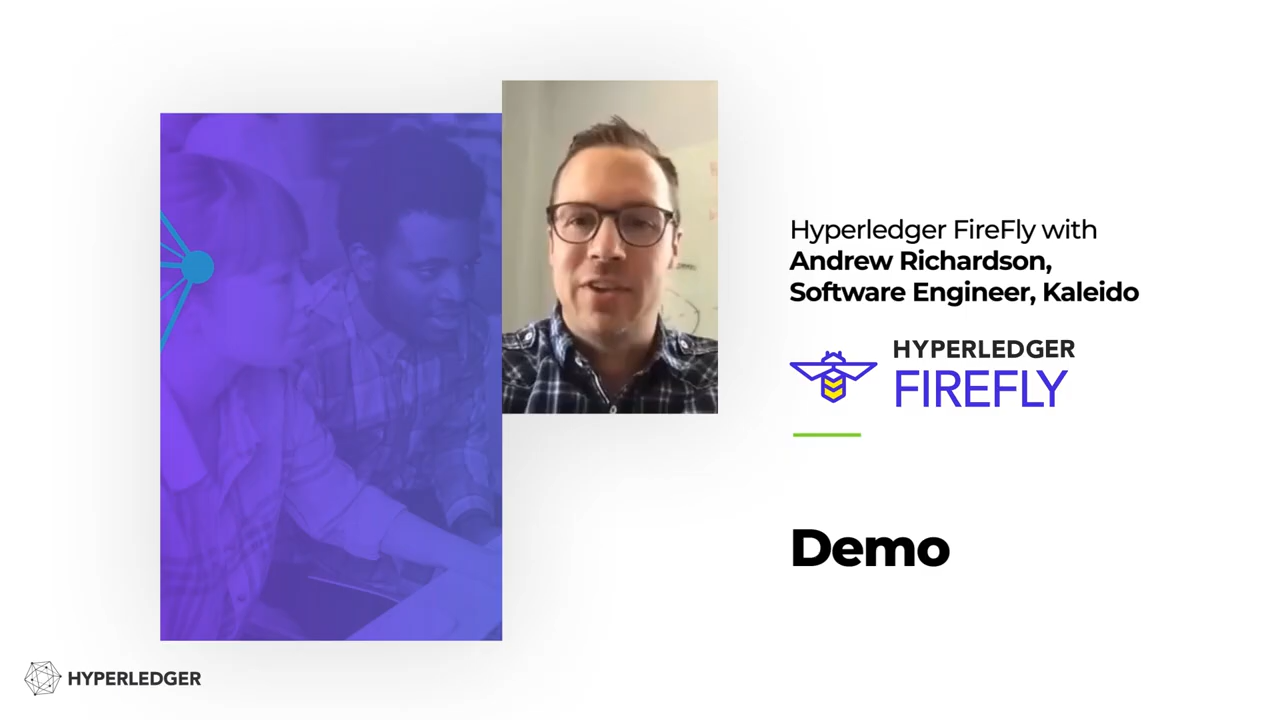 Hyperledger FireFly with
Andrew Richardson,
Software Engineer, Kaleido
HYPERLEDGER
FIREFLY
Demo
HYPERLEDGER